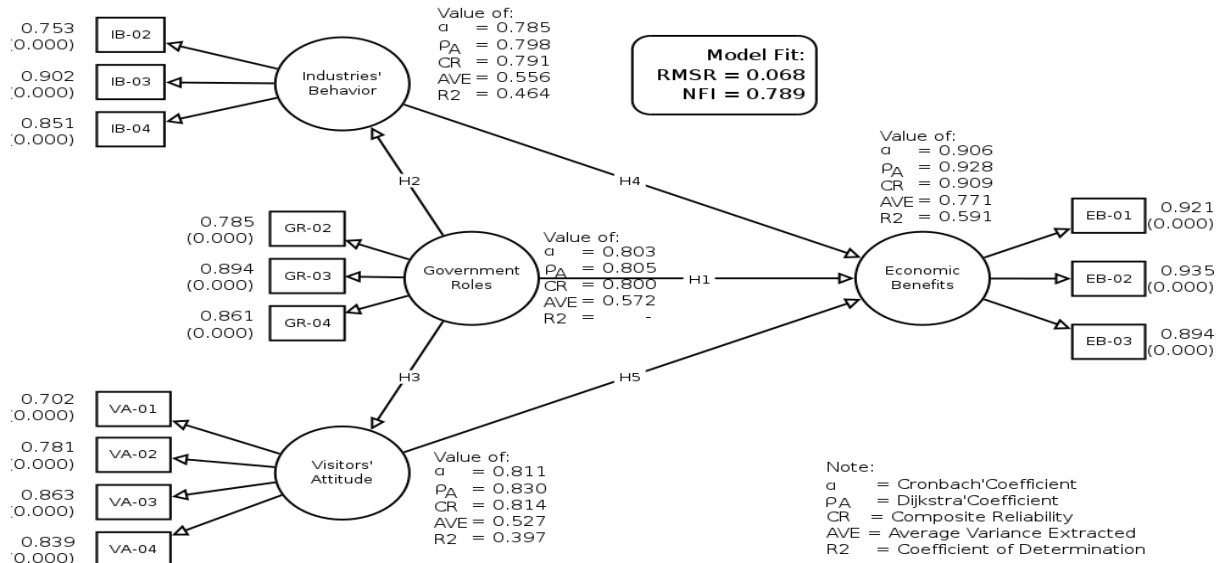 0.753
(0.000)
IB-02
0.902
(0.000)
IB-03
0.851
(0.000)
IB-04
Industries'
Behavior
Value of:
α = 0.785
PA = 0.798
CR = 0.791
AVE = 0.556
R2 = 0.464
Model Fit:
RMSR = 0.068
NFI = 0.789
H2
H4
Value of:
α = 0.906
PA = 0.928
CR = 0.909
AVE = 0.771
R2 = 0.591
0.785
(0.000)
GR-02
0.894
(0.000)
GR-03
0.861
(0.000)
GR-04
Government
Roles
Value of:
α = 0.803
PA = 0.805
CR = 0.800
AVE = 0.572
R2 = -
H1
Economic
Benefits
EB-01
0.921
(0.000)
EB-02
0.935
(0.000)
EB-03
0.894
(0.000)
H3
H5
0.702
(0.000)
VA-01
0.781
(0.000)
VA-02
0.863
(0.000)
VA-03
0.839
(0.000)
VA-04
Visitors'
Attitude
Value of:
α = 0.811
PA = 0.830
CR = 0.814
AVE = 0.527
R2 = 0.397
Note:
α = Cronbach'Coefficient
PA = Dijkstra'Coefficient
CR = Composite Reliability
AVE = Average Variance Extracted
R2 = Coefficient of Determination